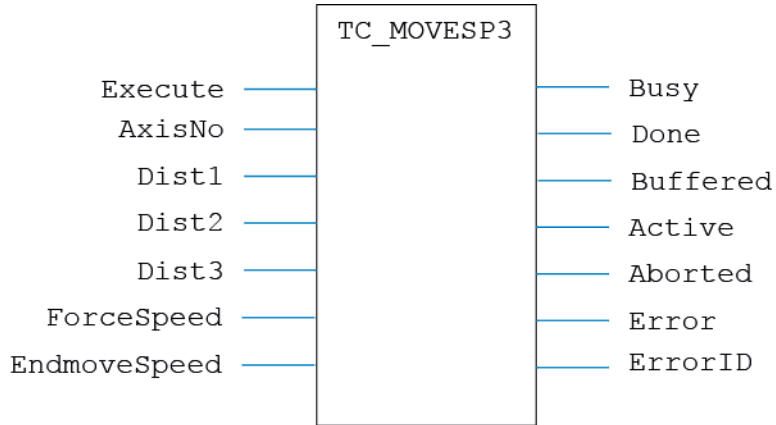 TC_MOVESP3
Execute
AxisNo
Dist1
Dist2
Dist3
ForceSpeed
EndmoveSpeed
Busy
Done
Buffered
Active
Aborted
Error
ErrorID